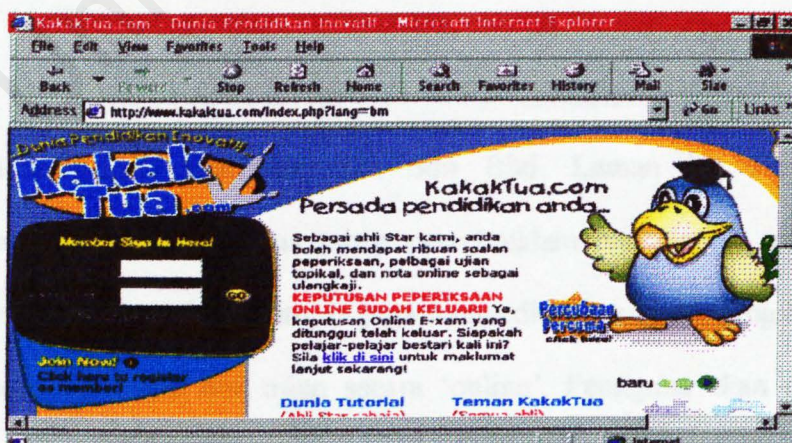 KakakTua.com - Dunia Pendidikan Inovatif - Microsoft Internet Explorer
File Edit View Favorites Tools Help
Back Forward Stop Refresh Home Search Favorites History Mail Size
Address http://www.kakaktua.com/index.php?lang=bm Go Links
Dunia Pendidikan Inovatif...
Kakak
Tua.com
Member Sign In Here!
GO
Join Now!
Click here to register
as member!
KakakTua.com
Persada pendidikan anda...
Sebagai ahli Star kami, anda
boleh mendapat ribuan soalan
peperiksaan, pelbagai ujian
topikal, dan nota online sebagai
ulangkaji.
KEPUTUSAN PEPERIKSAAN
ONLINE SUDAH KELUAR!! Ya,
keputusan Online E-xam yang
ditunggui telah keluar. Siapakah
pelajar-pelajar bestari kali ini?
Sila klik di sini untuk maklumat
lanjut sekarang!
Percubaan
Percuma
click here!
baru
Dunia Tutorial
(Ahli Star sahaja)
Teman KakakTua
(Semua ahli)
Internet